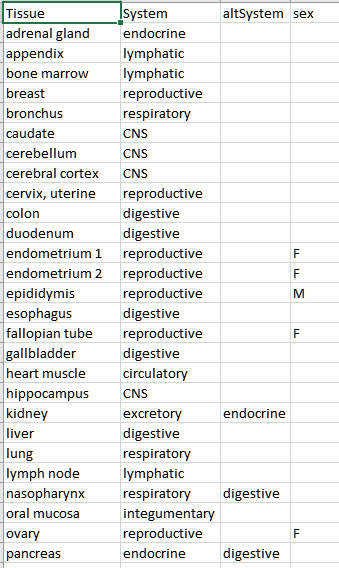 Tissue System altSystem sex
adrenal gland endocrine
appendix lymphatic
bone marrow lymphatic
breast reproductive
bronchus respiratory
caudate CNS
cerebellum CNS
cerebral cortex CNS
cervix, uterine reproductive
colon digestive
duodenum digestive
endometrium 1 reproductive F
endometrium 2 reproductive F
epididymis reproductive M
esophagus digestive
fallopian tube reproductive F
gallbladder digestive
heart muscle circulatory
hippocampus CNS
kidney excretory endocrine
liver digestive
lung respiratory
lymph node lymphatic
nasopharynx respiratory digestive
oral mucosa integumentary
ovary reproductive F
pancreas endocrine digestive